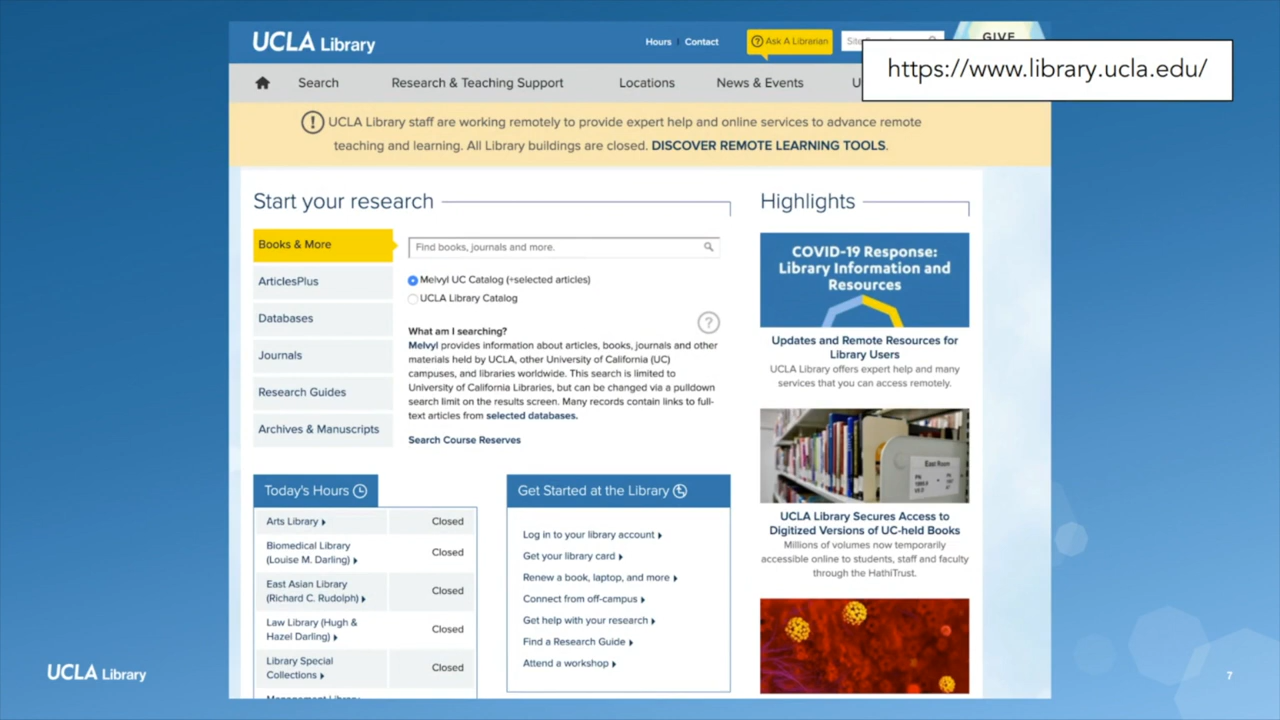 UCLA Library
Hours
Contact
Ask A Librarian
GIVE
https://www.library.ucla.edu/
Search
Research & Teaching Support
Locations
News & Events
UCLA Library staff are working remotely to provide expert help and online services to advance remote
teaching and learning. All Library buildings are closed. DISCOVER REMOTE LEARNING TOOLS.
Start your research
Books & More
ArticlesPlus
Databases
Journals
Research Guides
Archives & Manuscripts
Find books, journals and more.
Melvyl UC Catalog (+selected articles)
UCLA Library Catalog
What am I searching?
Melvyl provides information about articles, books, journals and other
materials held by UCLA, other University of California (UC)
campuses, and libraries worldwide. This search is limited to
University of California Libraries, but can be changed via a pulldown
search limit on the results screen. Many records contain links to full-
text articles from selected databases.
Search Course Reserves
Today's Hours
Arts Library
Closed
Biomedical Library
(Louise M. Darling)
Closed
East Asian Library
(Richard C. Rudolph)
Closed
Law Library (Hugh &
Hazel Darling)
Closed
Library Special
Collections
Closed
Get Started at the Library
Log in to your library account
Get your library card
Renew a book, laptop, and more
Connect from off-campus
Get help with your research
Find a Research Guide
Attend a workshop
Highlights
COVID-19 Response:
Library Information and
Resources
Updates and Remote Resources for
Library Users
UCLA Library offers expert help and many
services that you can access remotely.
East Room
UCLA Library Secures Access to
Digitized Versions of UC-held Books
Millions of volumes now temporarily
accessible online to students, staff and faculty
through the HathiTrust.
UCLA Library
7